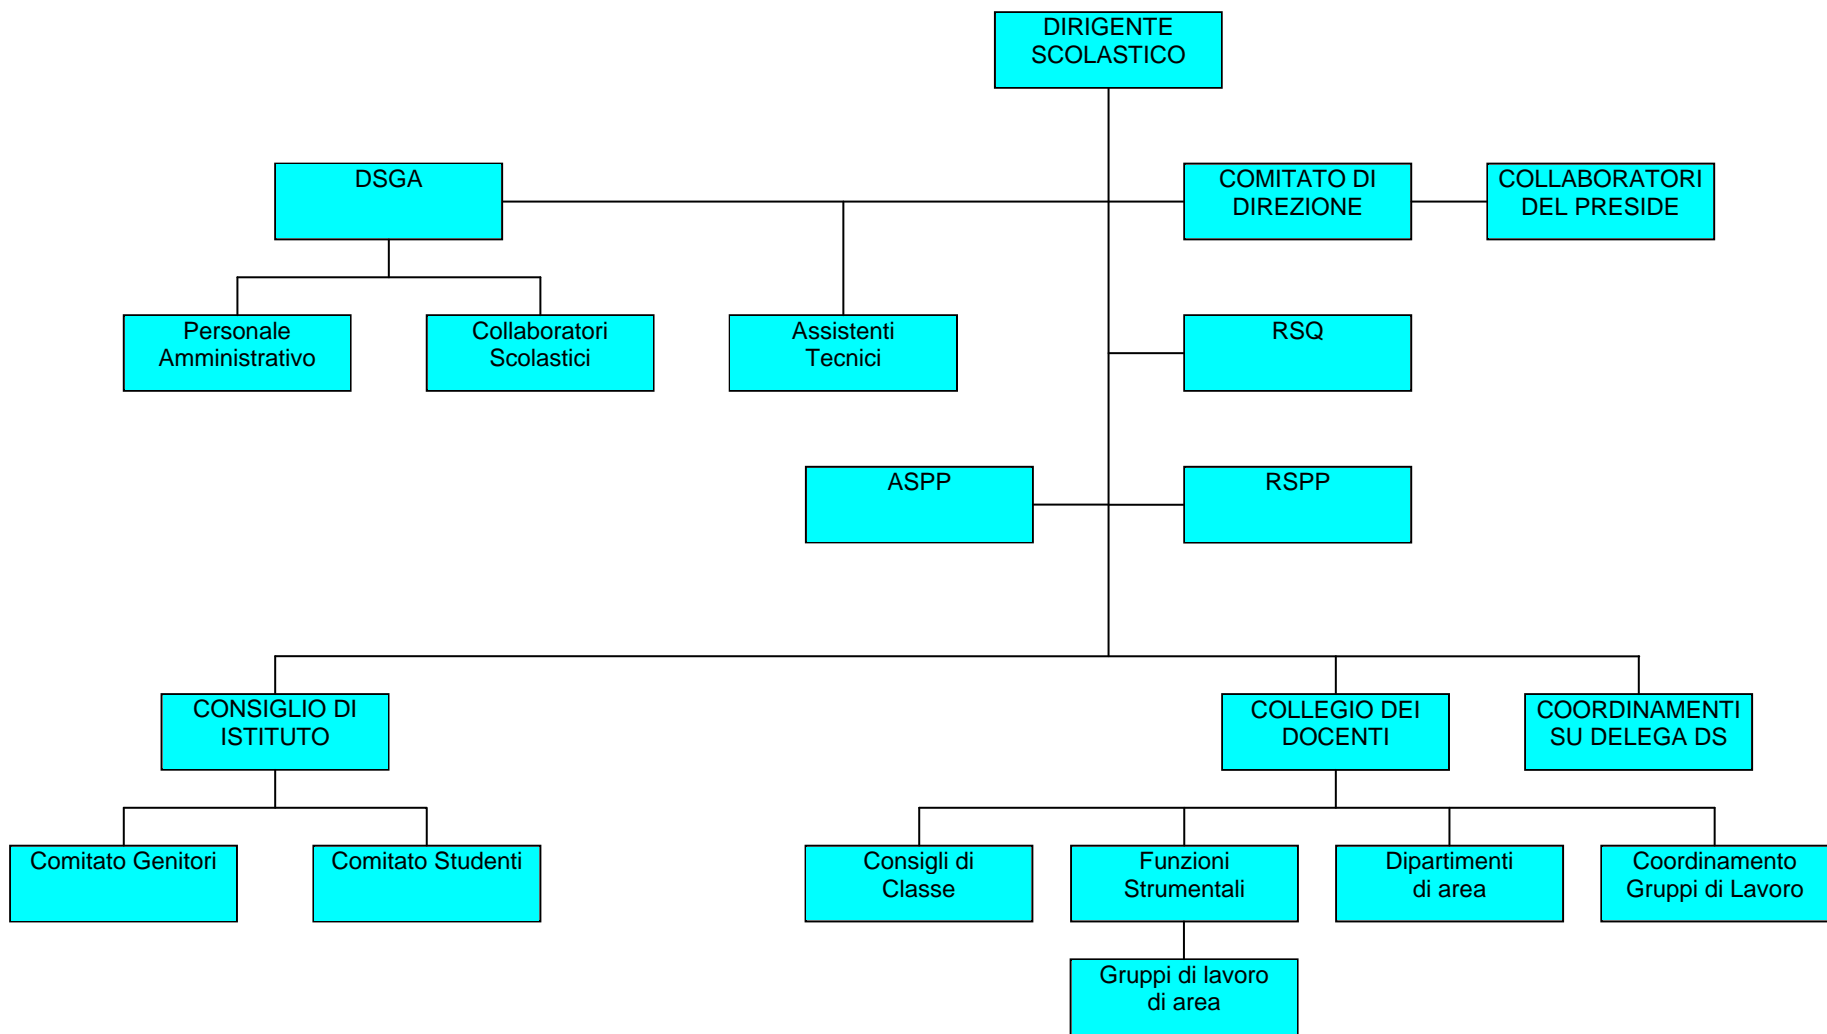 DIRIGENTE
SCOLASTICO
DSGA
COMITATO DI
DIREZIONE
COLLABORATORI
DEL PRESIDE
Personale
Amministrativo
Collaboratori
Scolastici
Assistenti
Tecnici
RSQ
ASPP
RSPP
CONSIGLIO DI
ISTITUTO
COLLEGIO DEI
DOCENTI
COORDINAMENTI
SU DELEGA DS
Comitato Genitori
Comitato Studenti
Consigli di
Classe
Funzioni
Strumentali
Dipartimenti
di area
Coordinamento
Gruppi di Lavoro
Gruppi di lavoro
di area